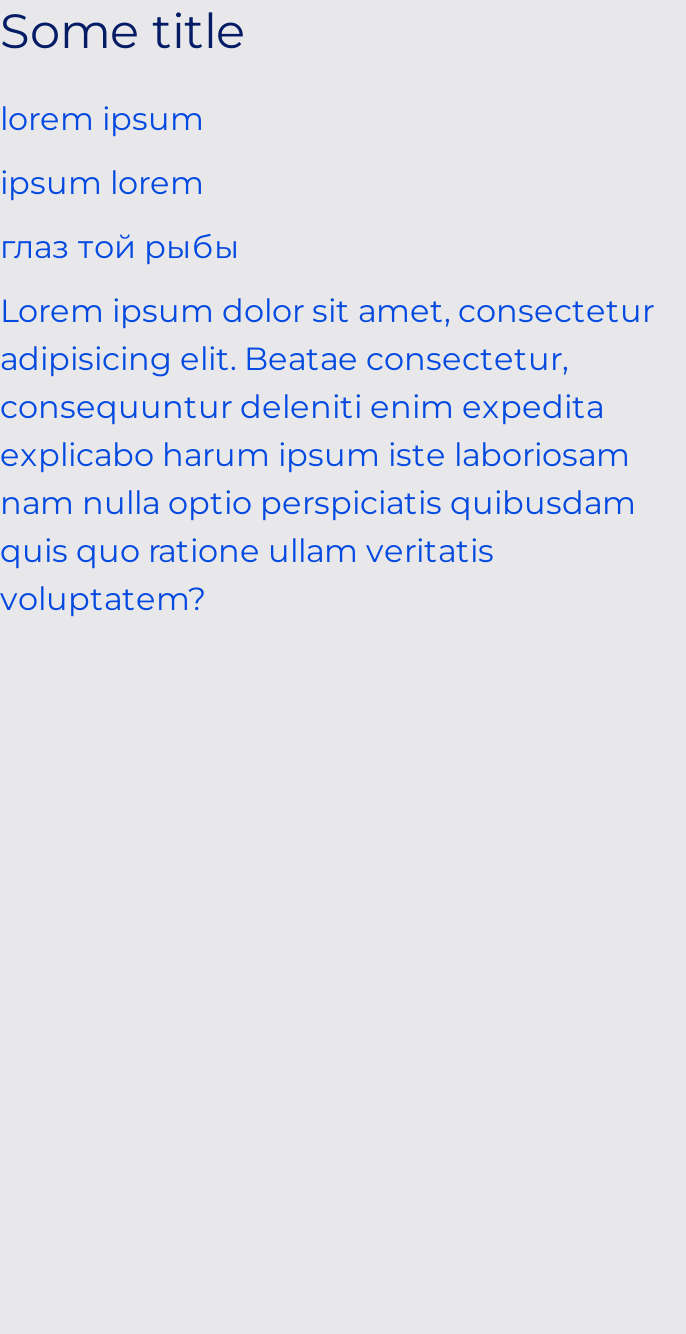 Some title
lorem ipsum
ipsum lorem
глаз той рыбы
Lorem ipsum dolor sit amet, consectetur
adipisicing elit. Beatae consectetur,
consequuntur deleniti enim expedita
explicabo harum ipsum iste laboriosam
nam nulla optio perspiciatis quibusdam
quis quo ratione ullam veritatis
voluptatem?